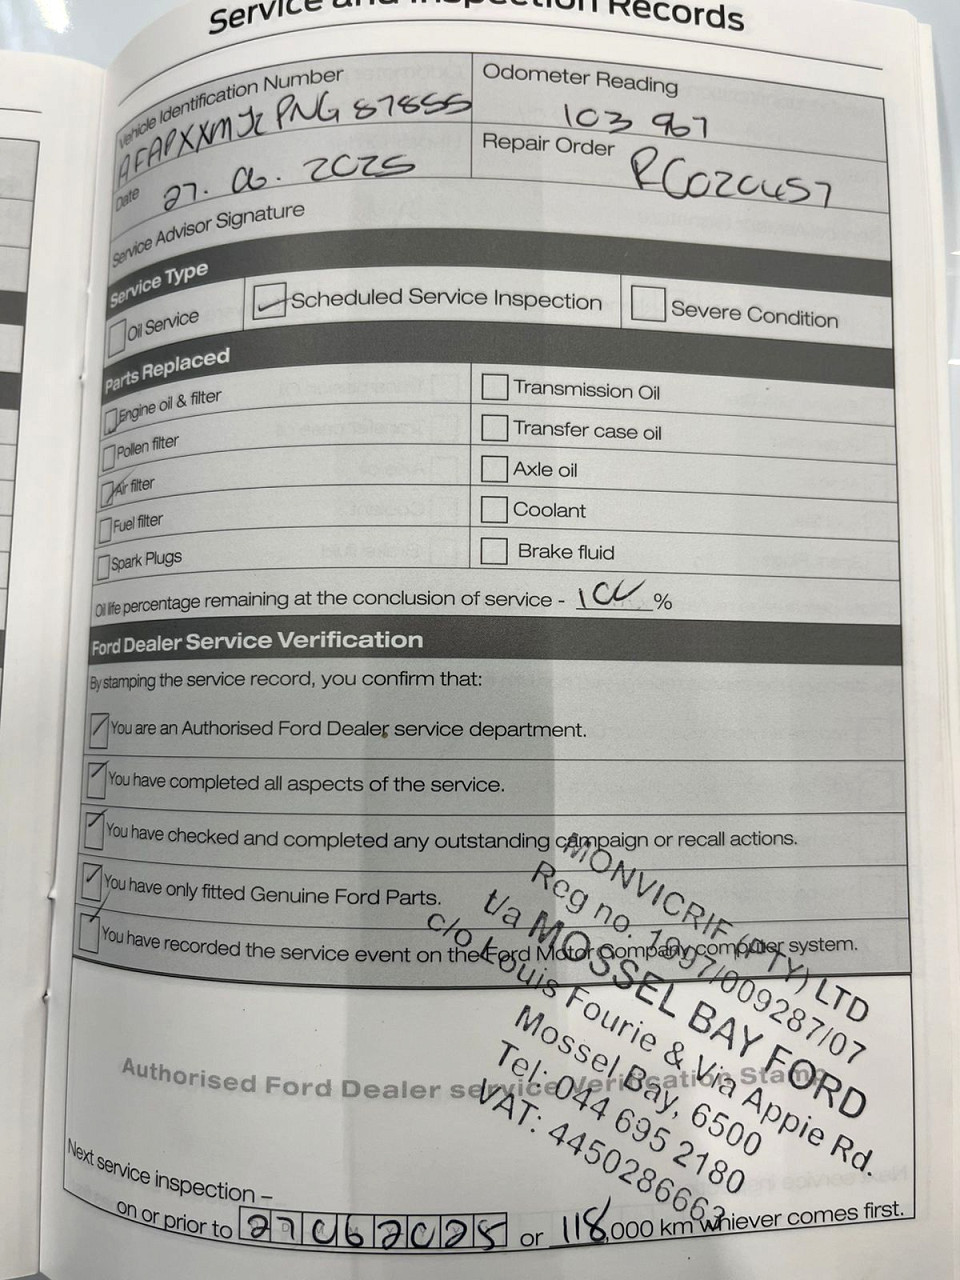 Service and Inspection Records
Vehicle Identification Number
AFAPXXMJ2PNG87855
Odometer Reading
103 967
Date 27.06.2025
Repair Order RC020457
Service Advisor Signature
Service Type
Oil Service
Scheduled Service Inspection
Severe Condition
Parts Replaced
Engine oil & filter
Transmission Oil
Pollen filter
Transfer case oil
Air filter
Axle oil
Fuel filter
Coolant
Spark Plugs
Brake fluid
Oil life percentage remaining at the conclusion of service - 100 %
Ford Dealer Service Verification
By stamping the service record, you confirm that:
You are an Authorised Ford Dealer service department.
You have completed all aspects of the service.
You have checked and completed any outstanding campaign or recall actions.
You have only fitted Genuine Ford Parts.
You have recorded the service event on the Ford Motor Company computer system.
MONVICRIF (PTY) LTD
Reg no. 1997/009287/07
t/a MOSSEL BAY FORD
c/o Louis Fourie & Via Appie Rd.
Mossel Bay, 6500
Tel: 044 695 2180
VAT: 4450286663
Authorised Ford Dealer service Verification Stamp
Next service inspection –
on or prior to 27062025 or 118,000 km whiever comes first.